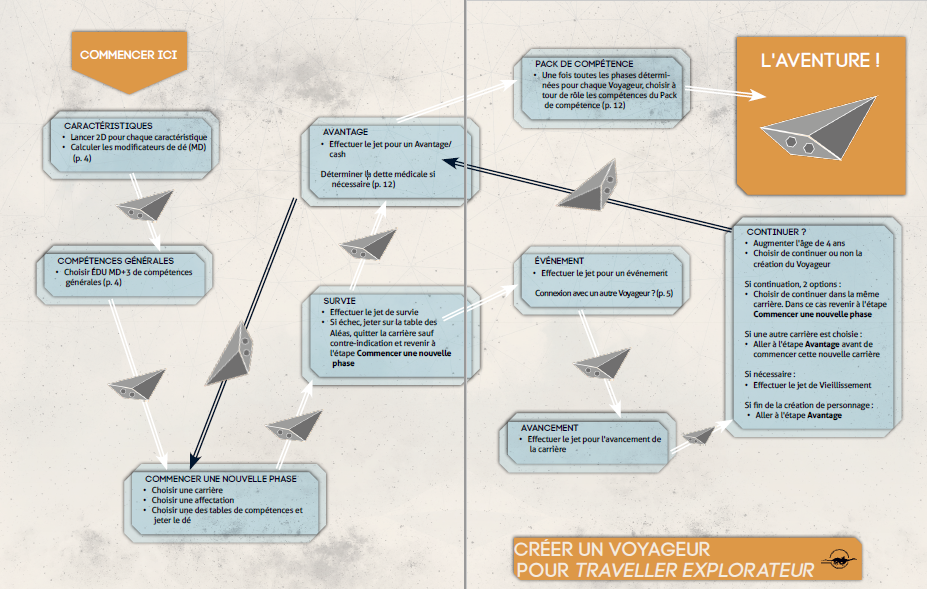 COMMENCER ICI
CARACTÉRISTIQUES
• Lancer 2D pour chaque caractéristique
• Calculer les modificateurs de dé (MD)
(p. 4)
COMPÉTENCES GÉNÉRALES
• Choisir ÉDU MD+3 de compétences
générales (p. 4)
COMMENCER UNE NOUVELLE PHASE
• Choisir une carrière
• Choisir une affectation
• Choisir une des tables de compétences et
jeter le dé
SURVIE
• Effectuer le jet de survie
• Si échec, jeter sur la table des
Aléas, quitter la carrière sauf
contre-indication et revenir à
l'étape Commencer une nouvelle
phase
AVANTAGE
• Effectuer le jet pour un Avantage/
cash
Déterminer la dette médicale si
nécessaire (p. 12)
PACK DE COMPÉTENCE
• Une fois toutes les phases détermi-
nées pour chaque Voyageur, choisir à
tour de rôle les compétences du Pack
de compétence (p. 12)
L'AVENTURE !
ÉVÉNEMENT
• Effectuer le jet pour un événement
Connexion avec un autre Voyageur ? (p. 5)
AVANCEMENT
• Effectuer le jet pour l'avancement de
la carrière
CONTINUER ?
• Augmenter l'âge de 4 ans
• Choisir de continuer ou non la
création du Voyageur
Si continuation, 2 options :
• Choisir de continuer dans la même
carrière. Dans ce cas revenir à l'étape
Commencer une nouvelle phase
Si une autre carrière est choisie :
• Aller à l'étape Avantage avant de
commencer cette nouvelle carrière
Si nécessaire :
• Effectuer le jet de Vieillissement
Si fin de la création de personnage :
• Aller à l'étape Avantage
CRÉER UN VOYAGEUR
POUR TRAVELLER EXPLORATEUR